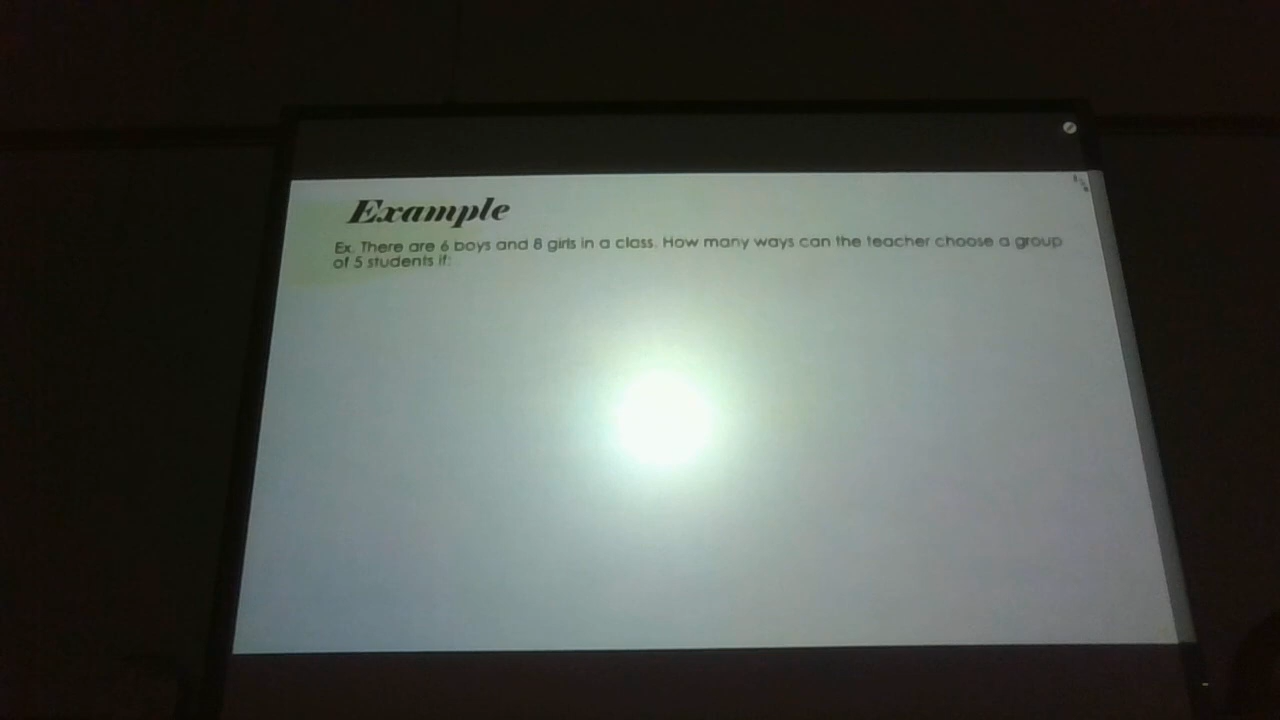 Example
Ex. There are 6 boys and 8 girls in a class. How many ways can the teacher choose a group
of 5 students if: